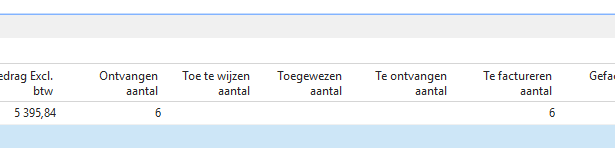 edrag Excl. Ontvangen Toe te wijzen Toegewezen Te ontvangen Te factureren Gefa
btw aantal aantal aantal aantal aantal
5 395,84 6 6